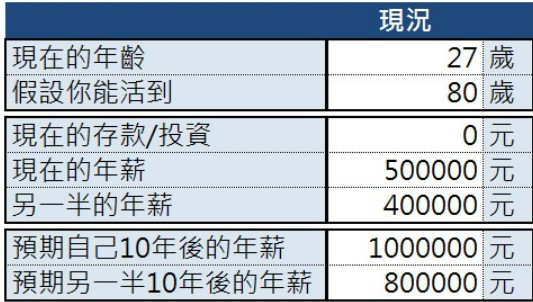 現況
現在的年齡 27 歲
假設你能活到 80 歲
現在的存款/投資 0 元
現在的年薪 500000 元
另一半的年薪 400000 元
預期自己10年後的年薪 1000000 元
預期另一半10年後的年薪 800000 元